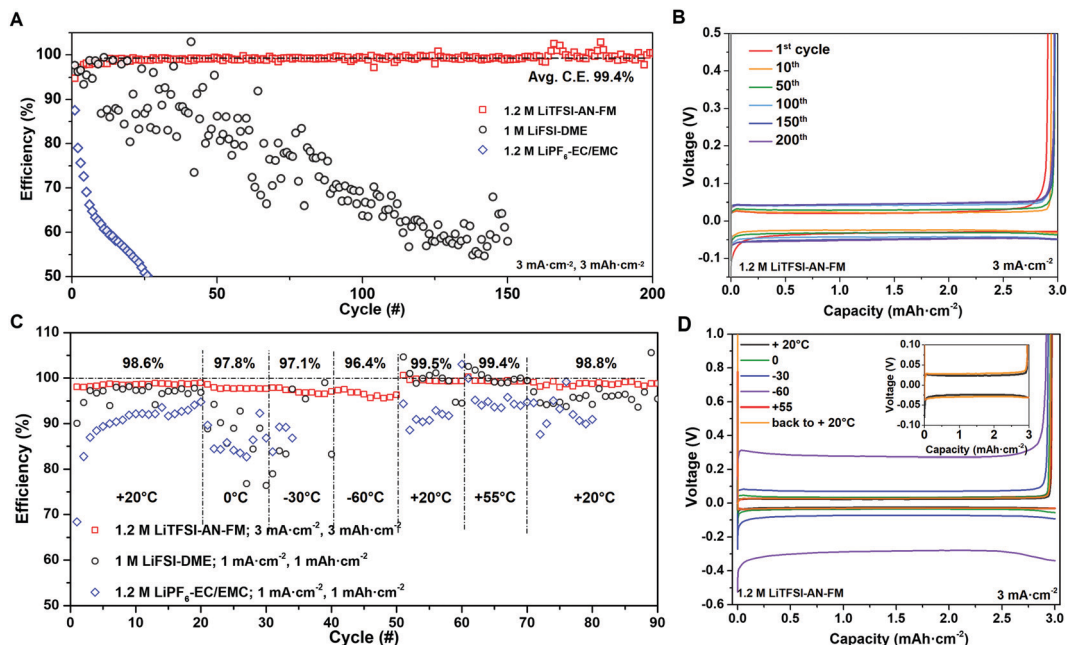 A
Efficiency (%)
110
100
90
80
70
60
50
Avg. C.E. 99.4%
1.2 M LiTFSI-AN-FM
1 M LiFSI-DME
1.2 M LiPF₆-EC/EMC
3 mA·cm⁻², 3 mAh·cm⁻²
0 50 100 150 200
Cycle (#)
B
Voltage (V)
0.5
0.4
0.3
0.2
0.1
0.0
-0.1
1st cycle
10th
50th
100th
150th
200th
1.2 M LiTFSI-AN-FM
3 mA·cm⁻²
0.0 0.5 1.0 1.5 2.0 2.5 3.0
Capacity (mAh·cm⁻²)
C
Efficiency (%)
110
100
90
80
70
60
50
98.6% 97.8% 97.1% 96.4% 99.5% 99.4% 98.8%
+20°C 0°C -30°C -60°C +20°C +55°C +20°C
1.2 M LiTFSI-AN-FM; 3 mA·cm⁻², 3 mAh·cm⁻²
1 M LiFSI-DME; 1 mA·cm⁻², 1 mAh·cm⁻²
1.2 M LiPF₆-EC/EMC; 1 mA·cm⁻², 1 mAh·cm⁻²
0 10 20 30 40 50 60 70 80 90
Cycle (#)
D
Voltage (V)
1.0
0.8
0.6
0.4
0.2
0.0
-0.2
-0.4
-0.6
+ 20°C
0
-30
-60
+55
back to + 20°C
Voltage (V)
0.10
0.05
0.00
-0.05
-0.10
0 1 2 3
Capacity (mAh·cm⁻²)
1.2 M LiTFSI-AN-FM
3 mA·cm⁻²
0.0 0.5 1.0 1.5 2.0 2.5 3.0
Capacity (mAh·cm⁻²)